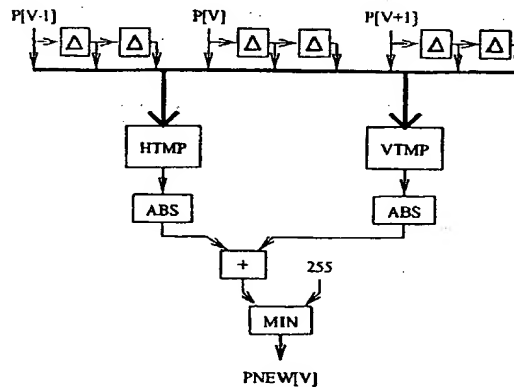 P[V-1] P[V] P[V+1]
Δ Δ Δ Δ Δ Δ
HTMP VTMP
ABS ABS
+ 255
MIN
PNEW[V]